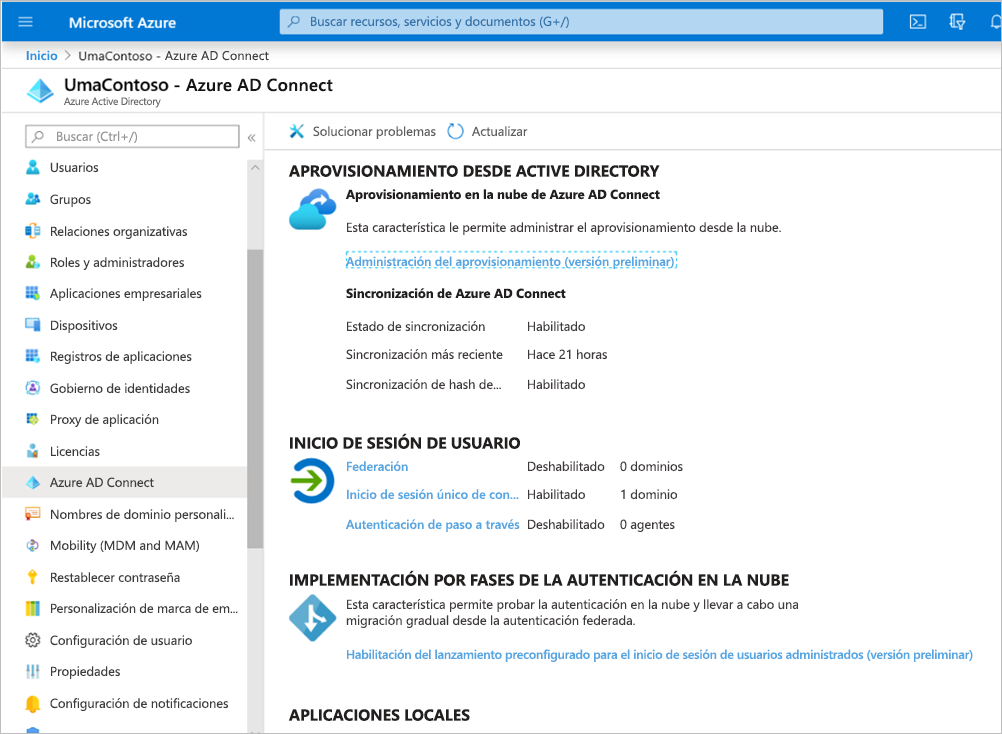 Microsoft Azure
Buscar recursos, servicios y documentos (G+/)
Inicio > UmaContoso - Azure AD Connect
UmaContoso - Azure AD Connect
Azure Active Directory
Buscar (Ctrl+/)
«
Usuarios
Grupos
Relaciones organizativas
Roles y administradores
Aplicaciones empresariales
Dispositivos
Registros de aplicaciones
Gobierno de identidades
Proxy de aplicación
Licencias
Azure AD Connect
Nombres de dominio personali...
Mobility (MDM and MAM)
Restablecer contraseña
Personalización de marca de em...
Configuración de usuario
Propiedades
Configuración de notificaciones
Solucionar problemas Actualizar
APROVISIONAMIENTO DESDE ACTIVE DIRECTORY
Aprovisionamiento en la nube de Azure AD Connect
Esta característica le permite administrar el aprovisionamiento desde la nube.
Administración del aprovisionamiento (versión preliminar)
Sincronización de Azure AD Connect
Estado de sincronización Habilitado
Sincronización más reciente Hace 21 horas
Sincronización de hash de... Habilitado
INICIO DE SESIÓN DE USUARIO
Federación Deshabilitado 0 dominios
Inicio de sesión único de con... Habilitado 1 dominio
Autenticación de paso a través Deshabilitado 0 agentes
IMPLEMENTACIÓN POR FASES DE LA AUTENTICACIÓN EN LA NUBE
Esta característica permite probar la autenticación en la nube y llevar a cabo una
migración gradual desde la autenticación federada.
Habilitación del lanzamiento preconfigurado para el inicio de sesión de usuarios administrados (versión preliminar)
APLICACIONES LOCALES